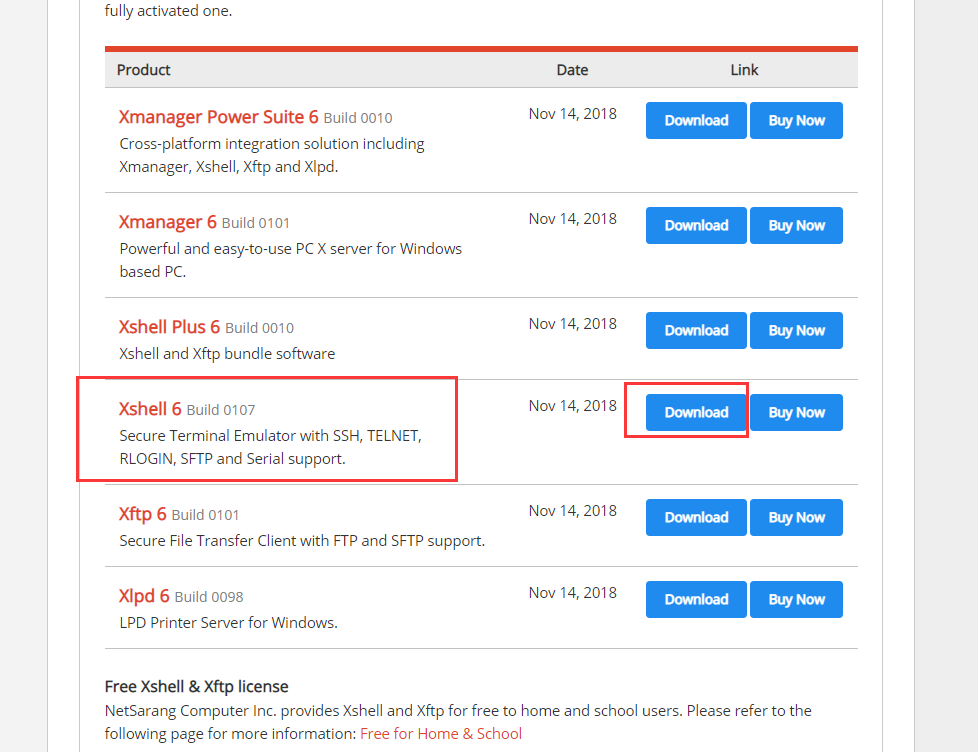 fully activated one.
Product Date Link
Xmanager Power Suite 6 Build 0010 Nov 14, 2018 Download Buy Now
Cross-platform integration solution including
Xmanager, Xshell, Xftp and Xlpd.
Xmanager 6 Build 0101 Nov 14, 2018 Download Buy Now
Powerful and easy-to-use PC X server for Windows
based PC.
Xshell Plus 6 Build 0010 Nov 14, 2018 Download Buy Now
Xshell and Xftp bundle software
Xshell 6 Build 0107 Nov 14, 2018 Download Buy Now
Secure Terminal Emulator with SSH, TELNET,
RLOGIN, SFTP and Serial support.
Xftp 6 Build 0101 Nov 14, 2018 Download Buy Now
Secure File Transfer Client with FTP and SFTP support.
Xlpd 6 Build 0098 Nov 14, 2018 Download Buy Now
LPD Printer Server for Windows.
Free Xshell & Xftp license
NetSarang Computer Inc. provides Xshell and Xftp for free to home and school users. Please refer to the
following page for more information: Free for Home & School